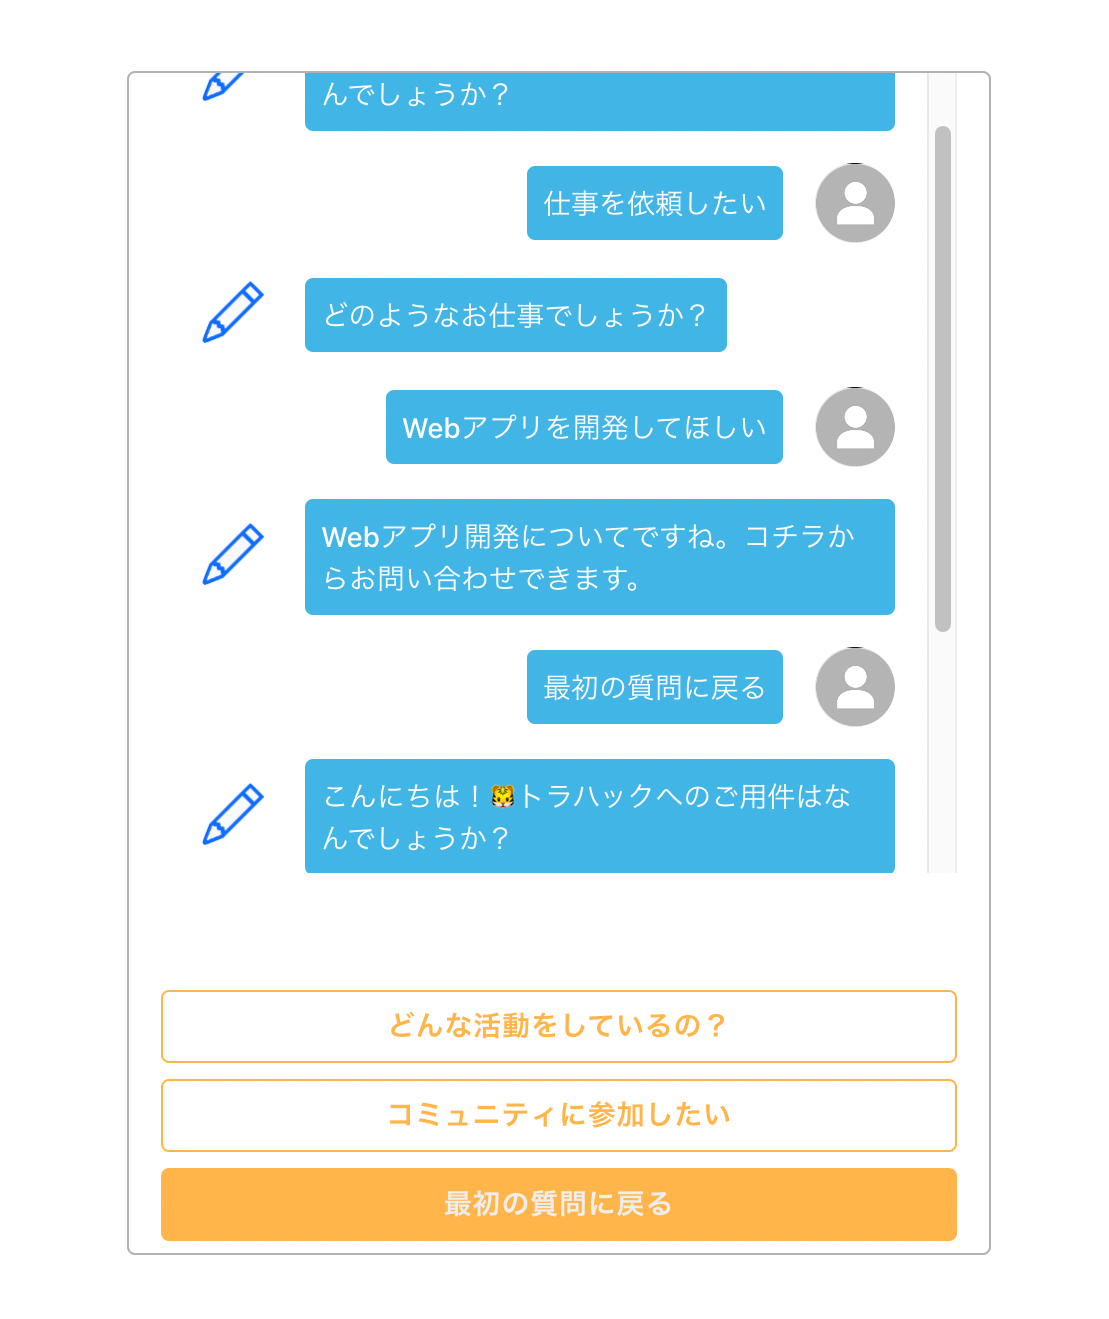 んでしょうか？
仕事を依頼したい
どのようなお仕事でしょうか？
Webアプリを開発してほしい
Webアプリ開発についてですね。コチラか
らお問い合わせできます。
最初の質問に戻る
こんにちは！🐯トラハックへのご用件はな
んでしょうか？
どんな活動をしているの？
コミュニティに参加したい
最初の質問に戻る